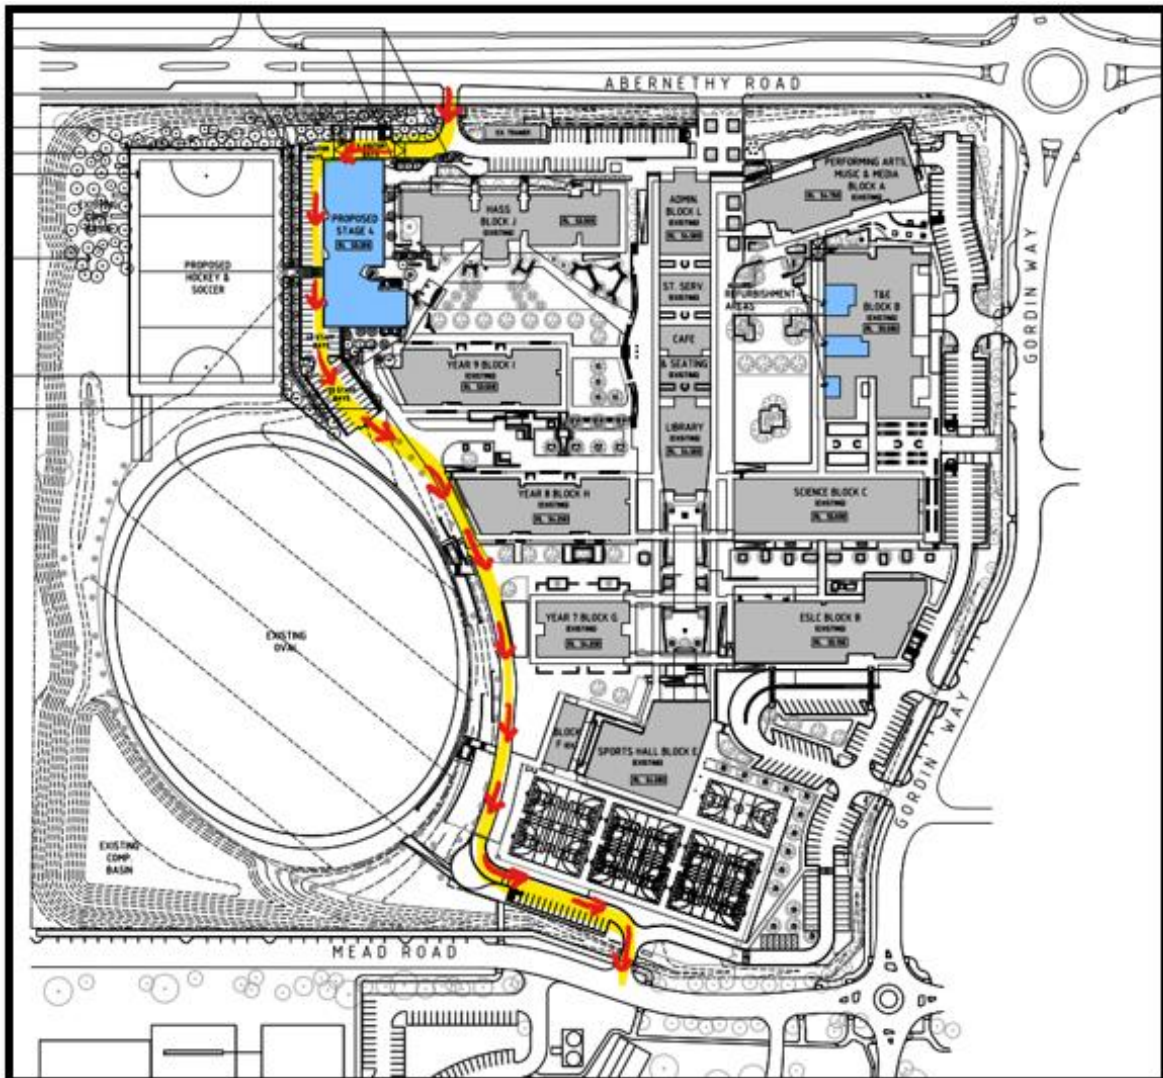 ABERNETHY ROAD
PERFORMING ARTS,
MUSIC & MEDIA
BLOCK A
EXISTING
HASS
BLOCK J
EXISTING
ADMIN
BLOCK L
EXISTING
PROPOSED
STAGE 4
PROPOSED
HOCKEY &
SOCCER
ST. SERV.
EXISTING
REFURBISHMENT
AREAS
T&E
BLOCK D
EXISTING
GORDIN WAY
CAFE
& SEATING
EXISTING
YEAR 9 BLOCK I
EXISTING
LIBRARY
EXISTING
YEAR 8 BLOCK H
EXISTING
SCIENCE BLOCK C
EXISTING
YEAR 7 BLOCK G
EXISTING
ESLC BLOCK B
EXISTING
EXISTING
OVAL
GORDIN WAY
BLOCK
F
SPORTS HALL BLOCK E
EXISTING
EXISTING
COMP
BASIN
MEAD ROAD